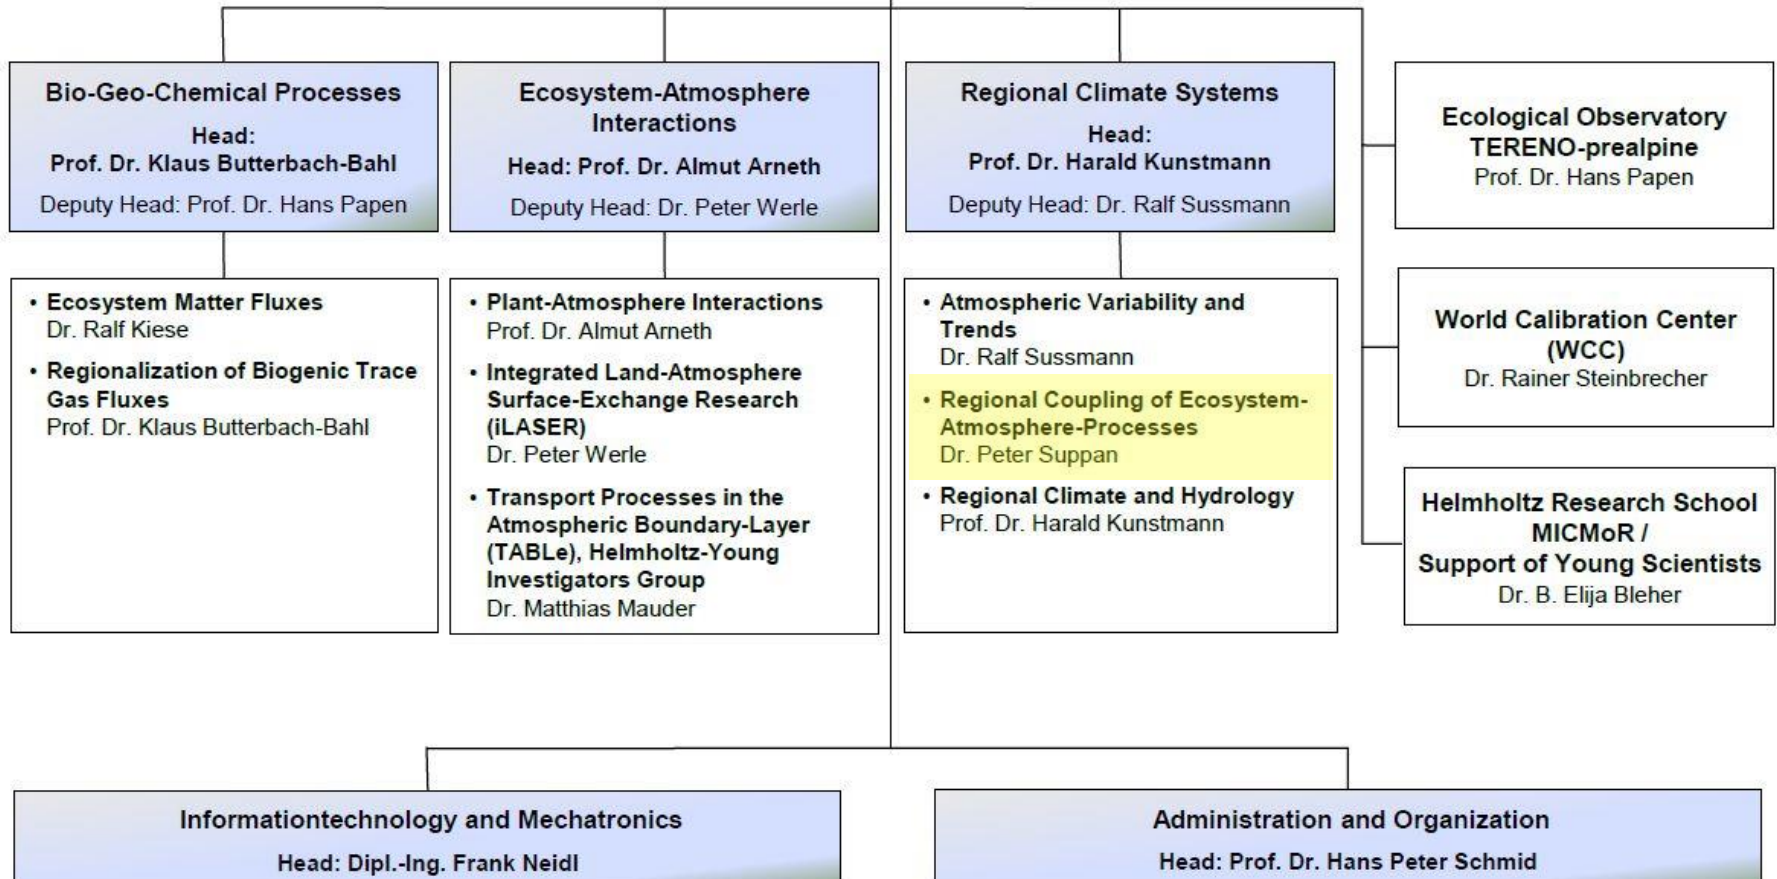 Bio-Geo-Chemical Processes
Head:
Prof. Dr. Klaus Butterbach-Bahl
Deputy Head: Prof. Dr. Hans Papen
Ecosystem-Atmosphere
Interactions
Head: Prof. Dr. Almut Arneth
Deputy Head: Dr. Peter Werle
Regional Climate Systems
Head:
Prof. Dr. Harald Kunstmann
Deputy Head: Dr. Ralf Sussmann
Ecological Observatory
TERENO-prealpine
Prof. Dr. Hans Papen
• Ecosystem Matter Fluxes
Dr. Ralf Kiese
• Regionalization of Biogenic Trace
Gas Fluxes
Prof. Dr. Klaus Butterbach-Bahl
• Plant-Atmosphere Interactions
Prof. Dr. Almut Arneth
• Integrated Land-Atmosphere
Surface-Exchange Research
(iLASER)
Dr. Peter Werle
• Transport Processes in the
Atmospheric Boundary-Layer
(TABLe), Helmholtz-Young
Investigators Group
Dr. Matthias Mauder
• Atmospheric Variability and
Trends
Dr. Ralf Sussmann
• Regional Coupling of Ecosystem-
Atmosphere-Processes
Dr. Peter Suppan
• Regional Climate and Hydrology
Prof. Dr. Harald Kunstmann
World Calibration Center
(WCC)
Dr. Rainer Steinbrecher
Helmholtz Research School
MICMoR /
Support of Young Scientists
Dr. B. Elija Bleher
Informationtechnology and Mechatronics
Head: Dipl.-Ing. Frank Neidl
Administration and Organization
Head: Prof. Dr. Hans Peter Schmid